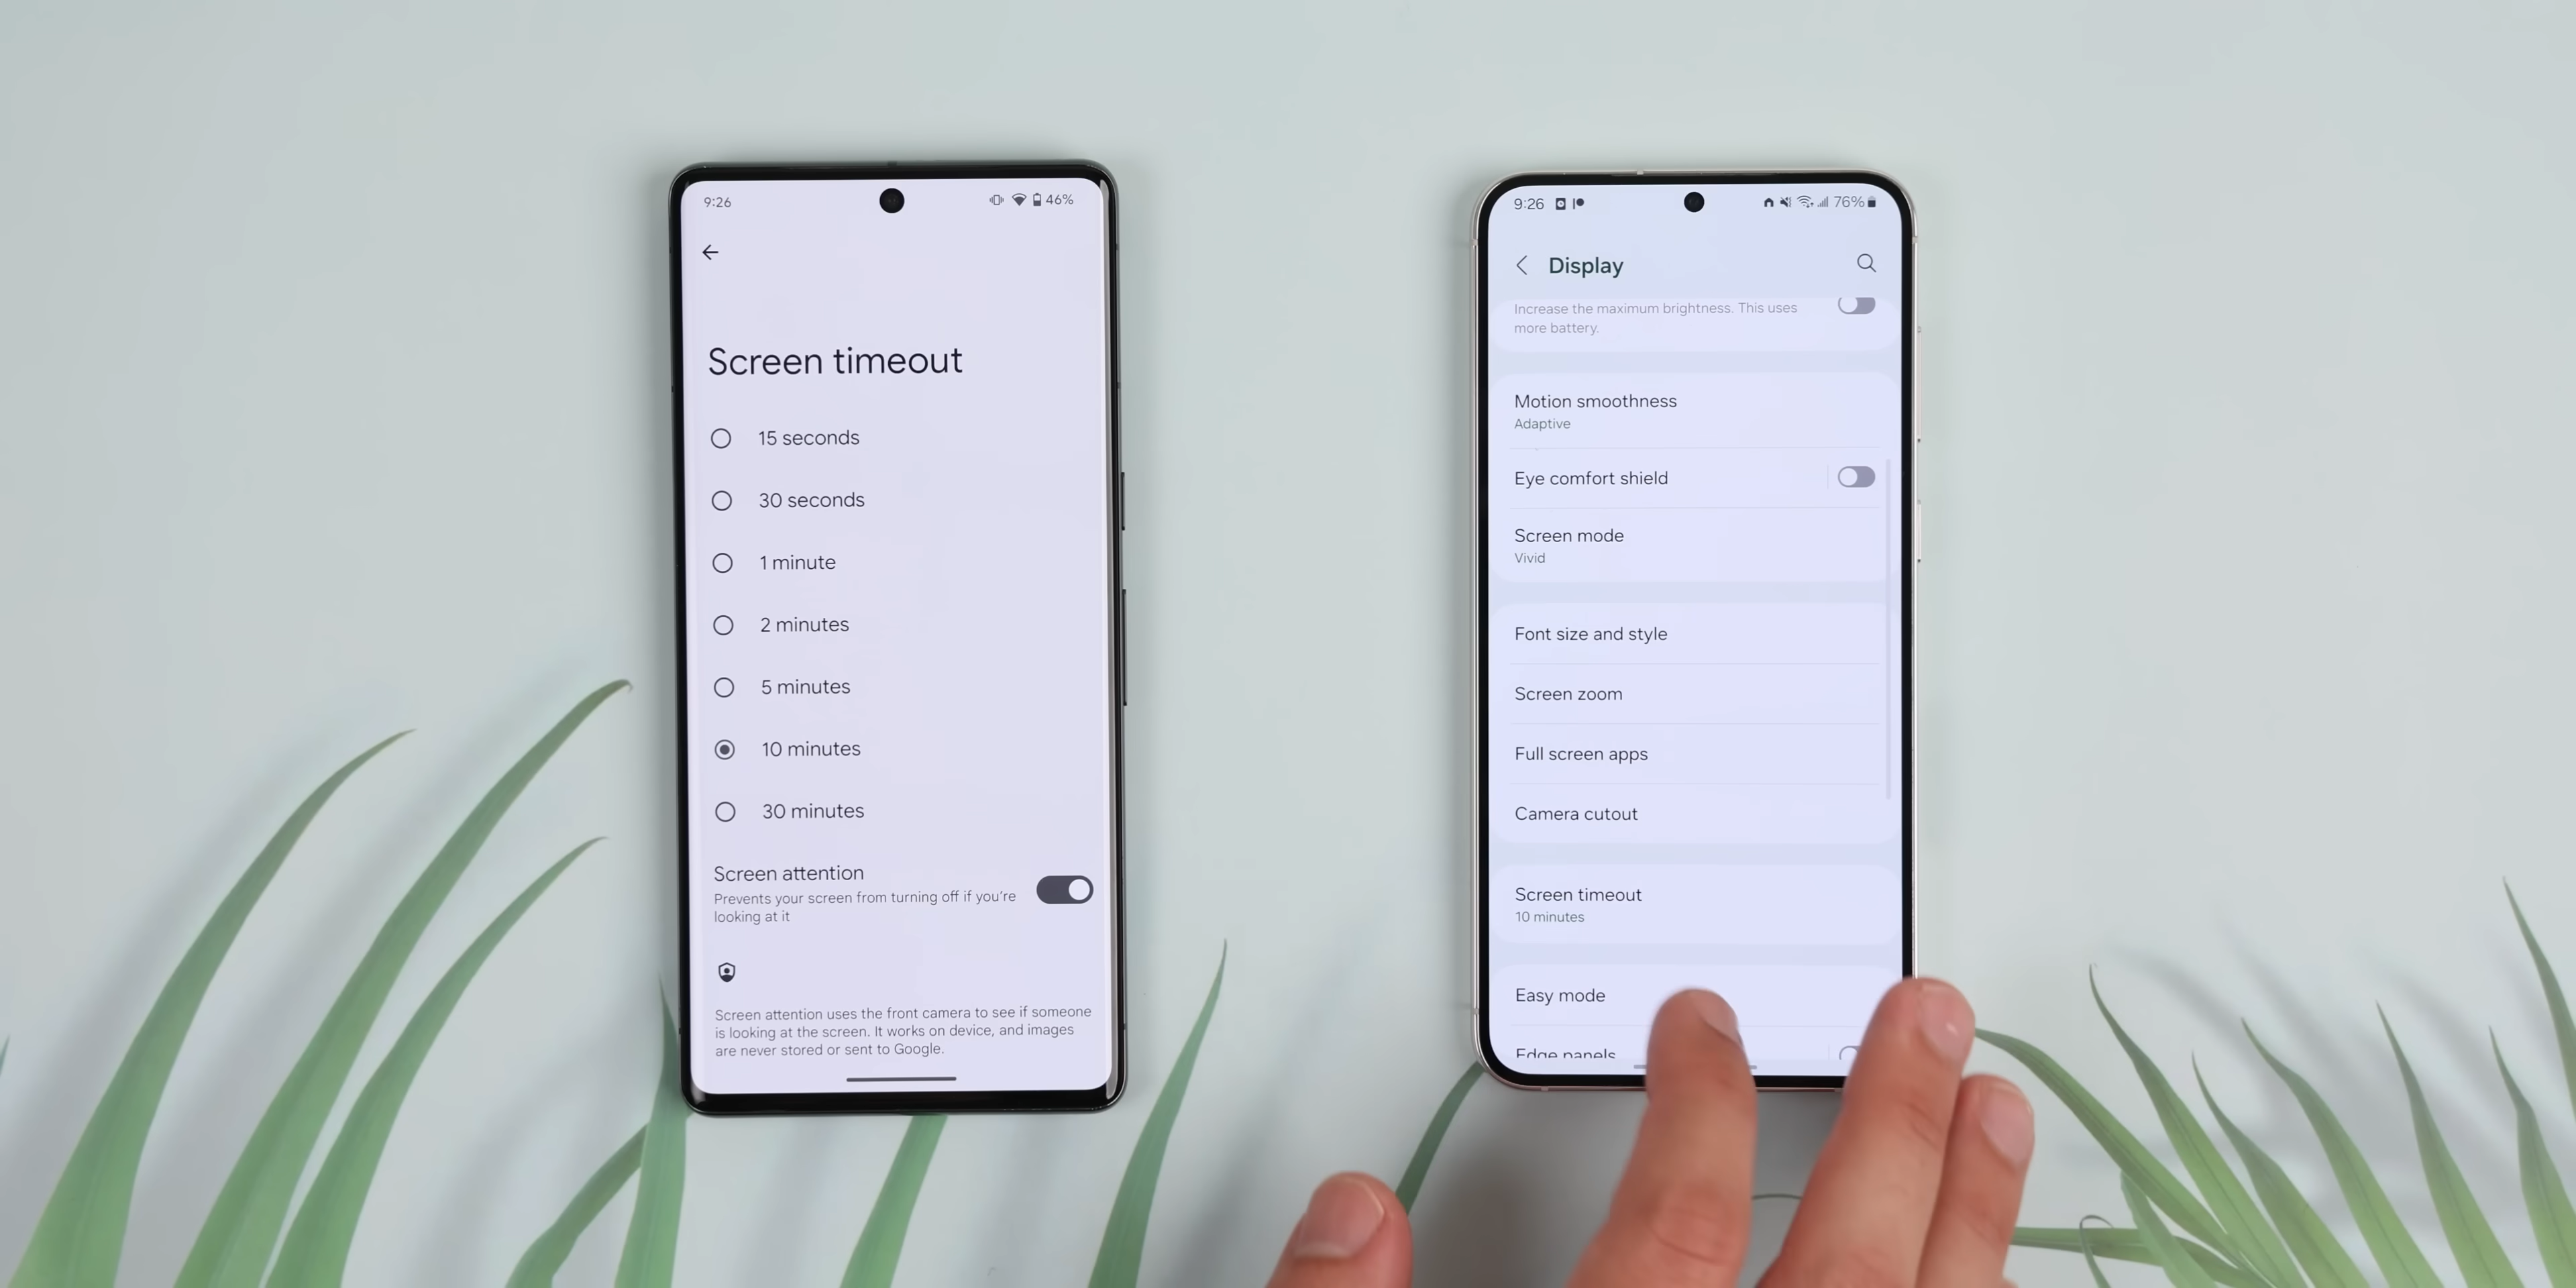 9:26
46%
Screen timeout
15 seconds
30 seconds
1 minute
2 minutes
5 minutes
10 minutes
30 minutes
Screen attention
Prevents your screen from turning off if you're
looking at it
Screen attention uses the front camera to see if someone
is looking at the screen. It works on device, and images
are never stored or sent to Google.
9:26
76%
Display
Increase the maximum brightness. This uses
more battery.
Motion smoothness
Adaptive
Eye comfort shield
Screen mode
Vivid
Font size and style
Screen zoom
Full screen apps
Camera cutout
Screen timeout
10 minutes
Easy mode
Edge panels